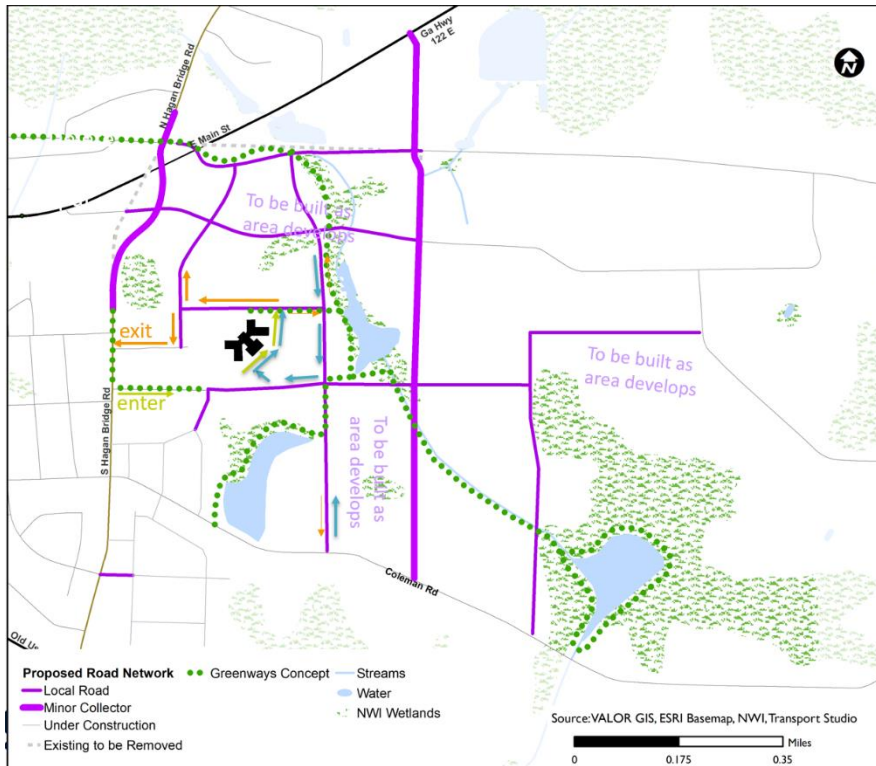 Ga Hwy
122 E
N
N Hagan Bridge Rd
E Main St
To be built as
area develops
exit
enter
To be built as
area develops
To be built as
area develops
S Hagan Bridge Rd
Coleman Rd
Proposed Road Network
Local Road
Minor Collector
Under Construction
Existing to be Removed
Greenways Concept
Streams
Water
NWI Wetlands
Source: VALOR GIS, ESRI Basemap, NWI, Transport Studio
Miles
0
0.175
0.35